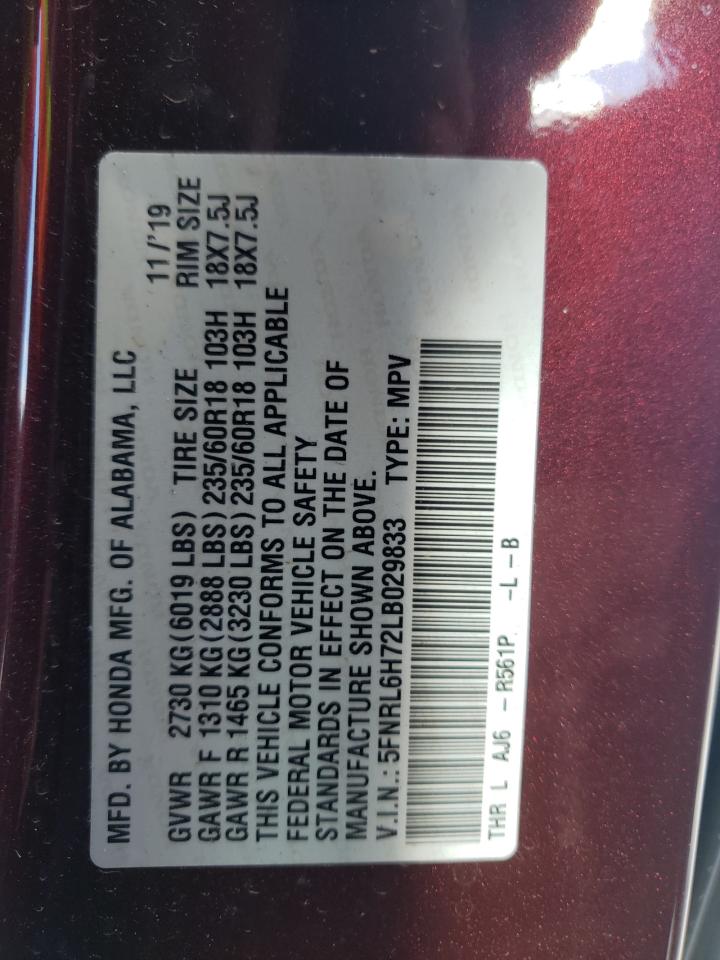 MFD. BY HONDA MFG. OF ALABAMA, LLC 11/'19
GVWR 2730 KG(6019 LBS) TIRE SIZE RIM SIZE
GAWR F 1310 KG(2888 LBS)235/60R18 103H 18X7.5J
GAWR R 1465 KG(3230 LBS)235/60R18 103H 18X7.5J
THIS VEHICLE CONFORMS TO ALL APPLICABLE
FEDERAL MOTOR VEHICLE SAFETY
STANDARDS IN EFFECT ON THE DATE OF
MANUFACTURE SHOWN ABOVE.
V.I.N.: 5FNRL6H72LB029833 TYPE: MPV
THR L AJ6 -R561P. -L-B